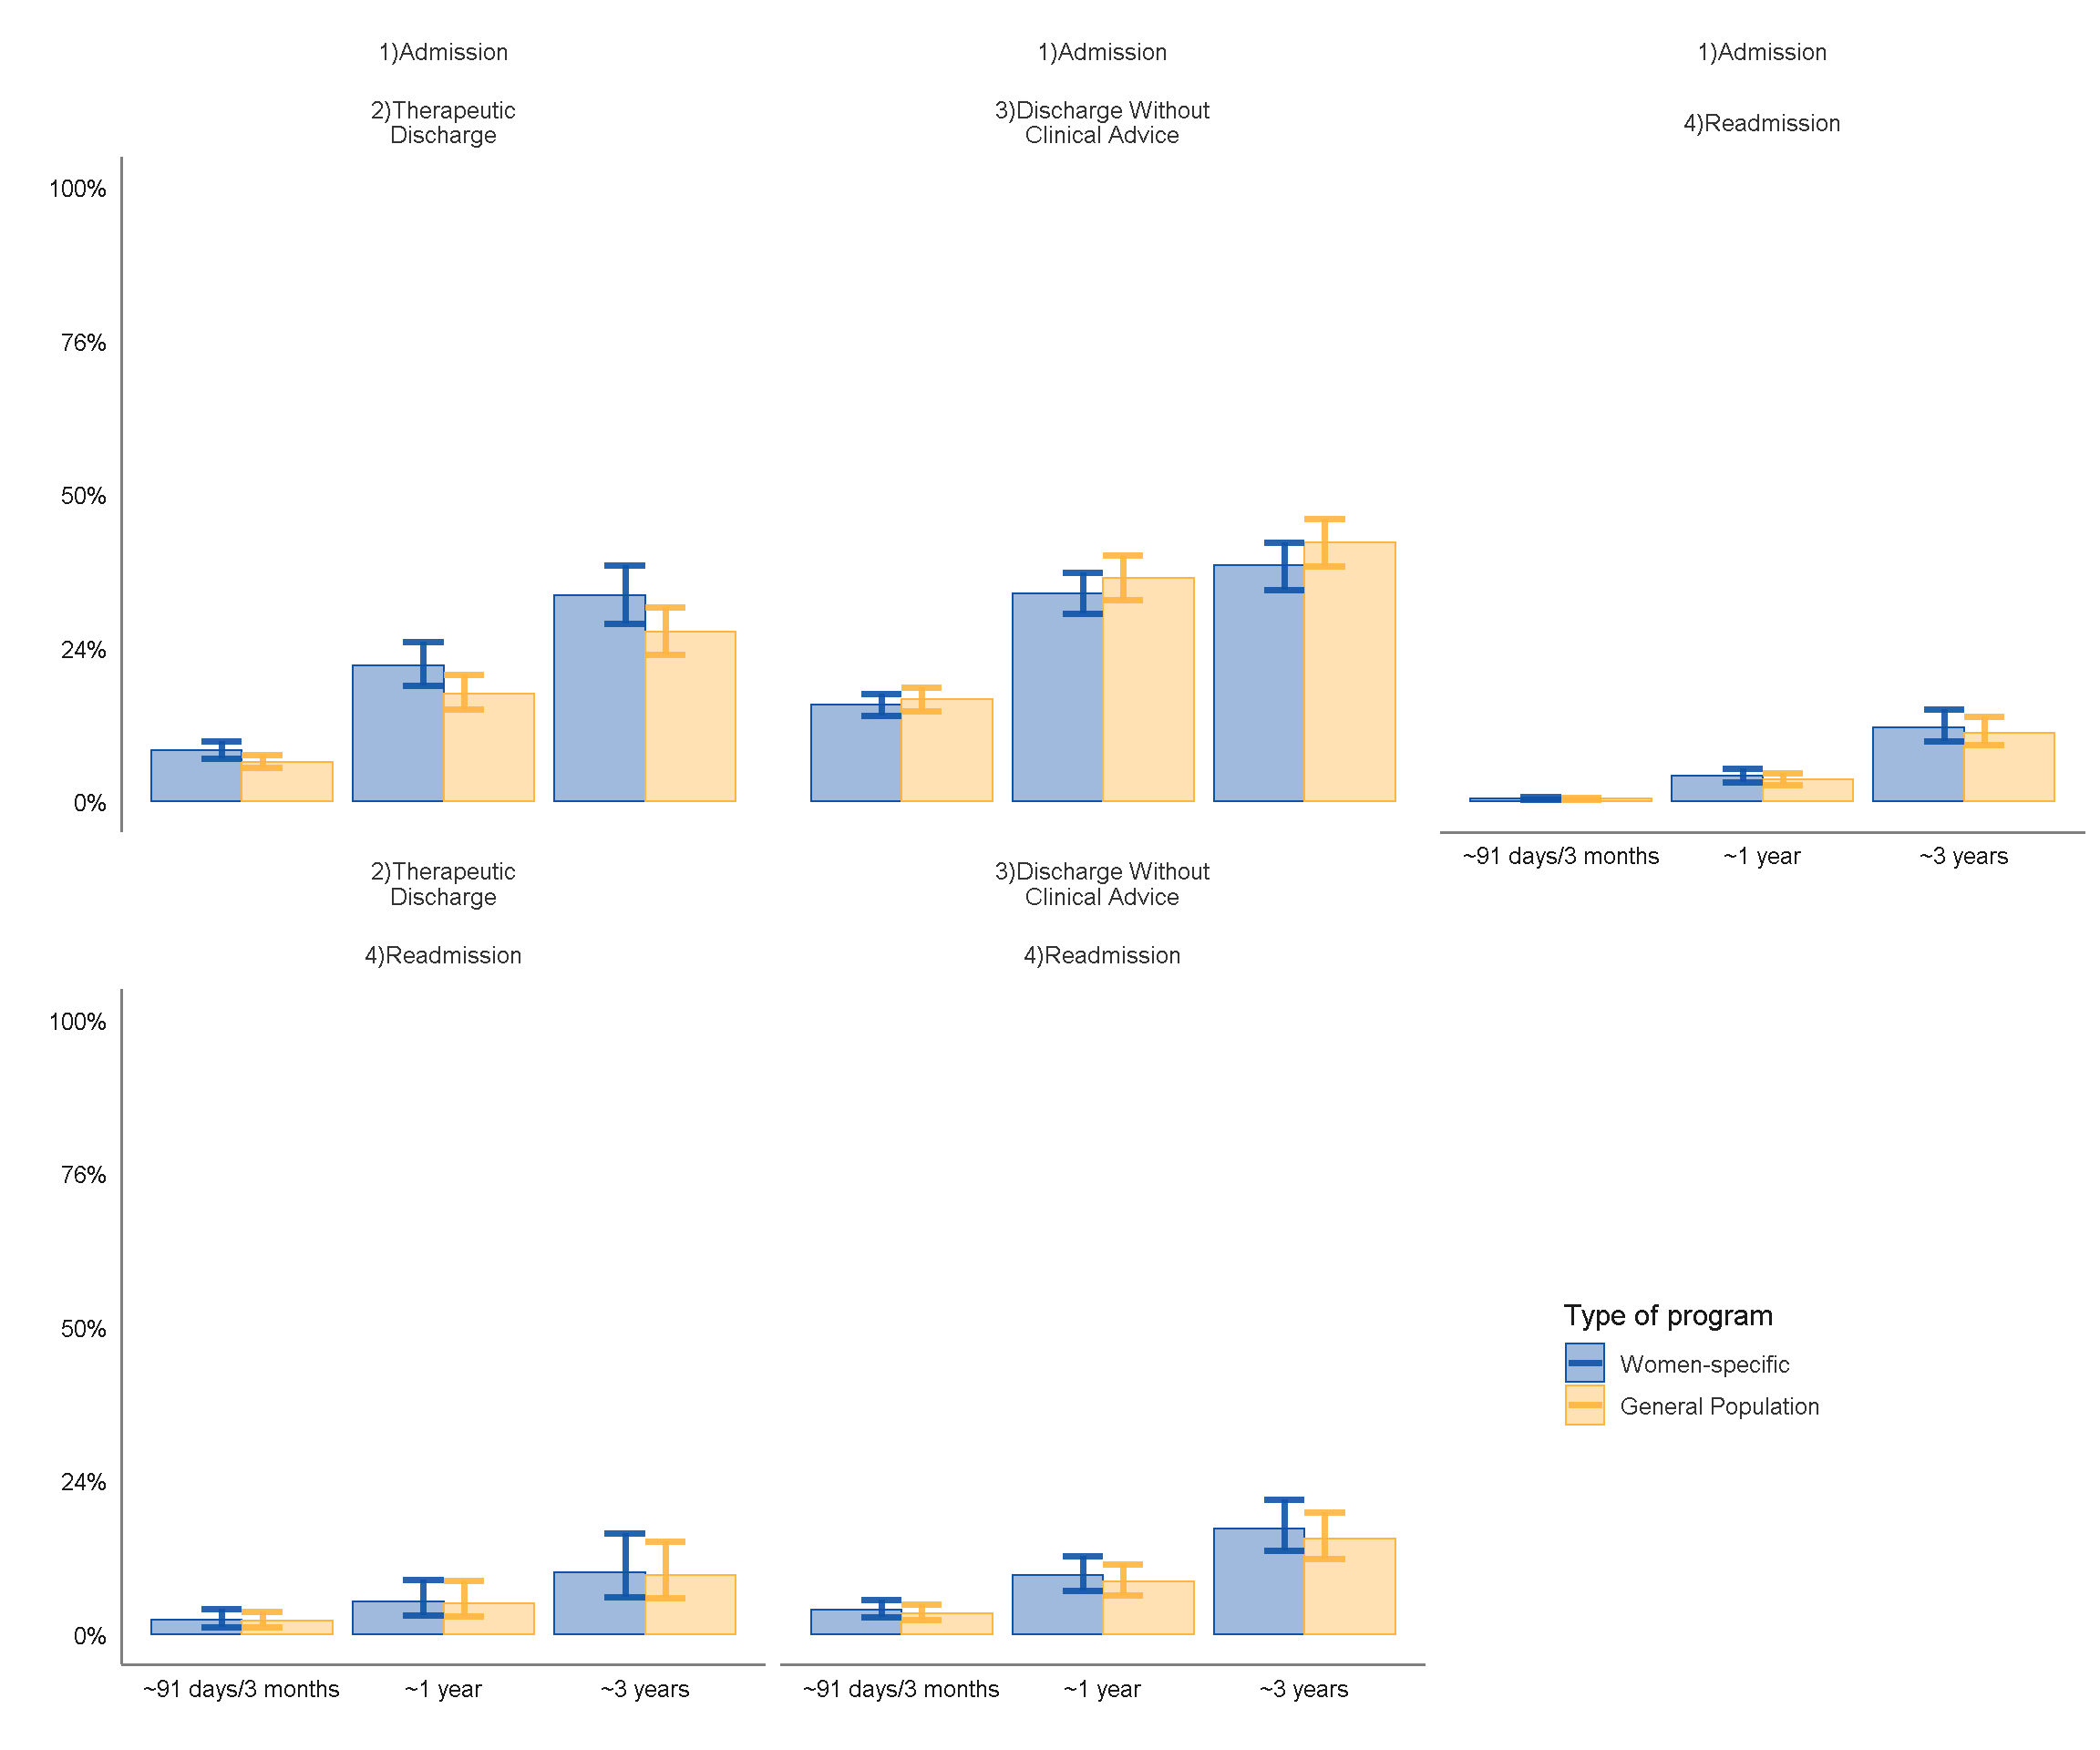 1)Admission
2)Therapeutic
Discharge
1)Admission
3)Discharge Without
Clinical Advice
1)Admission
4)Readmission
100%
76%
50%
24%
0%
~91 days/3 months
~1 year
~3 years
2)Therapeutic
Discharge
4)Readmission
3)Discharge Without
Clinical Advice
4)Readmission
100%
76%
50%
24%
0%
~91 days/3 months
~1 year
~3 years
~91 days/3 months
~1 year
~3 years
Type of program
Women-specific
General Population